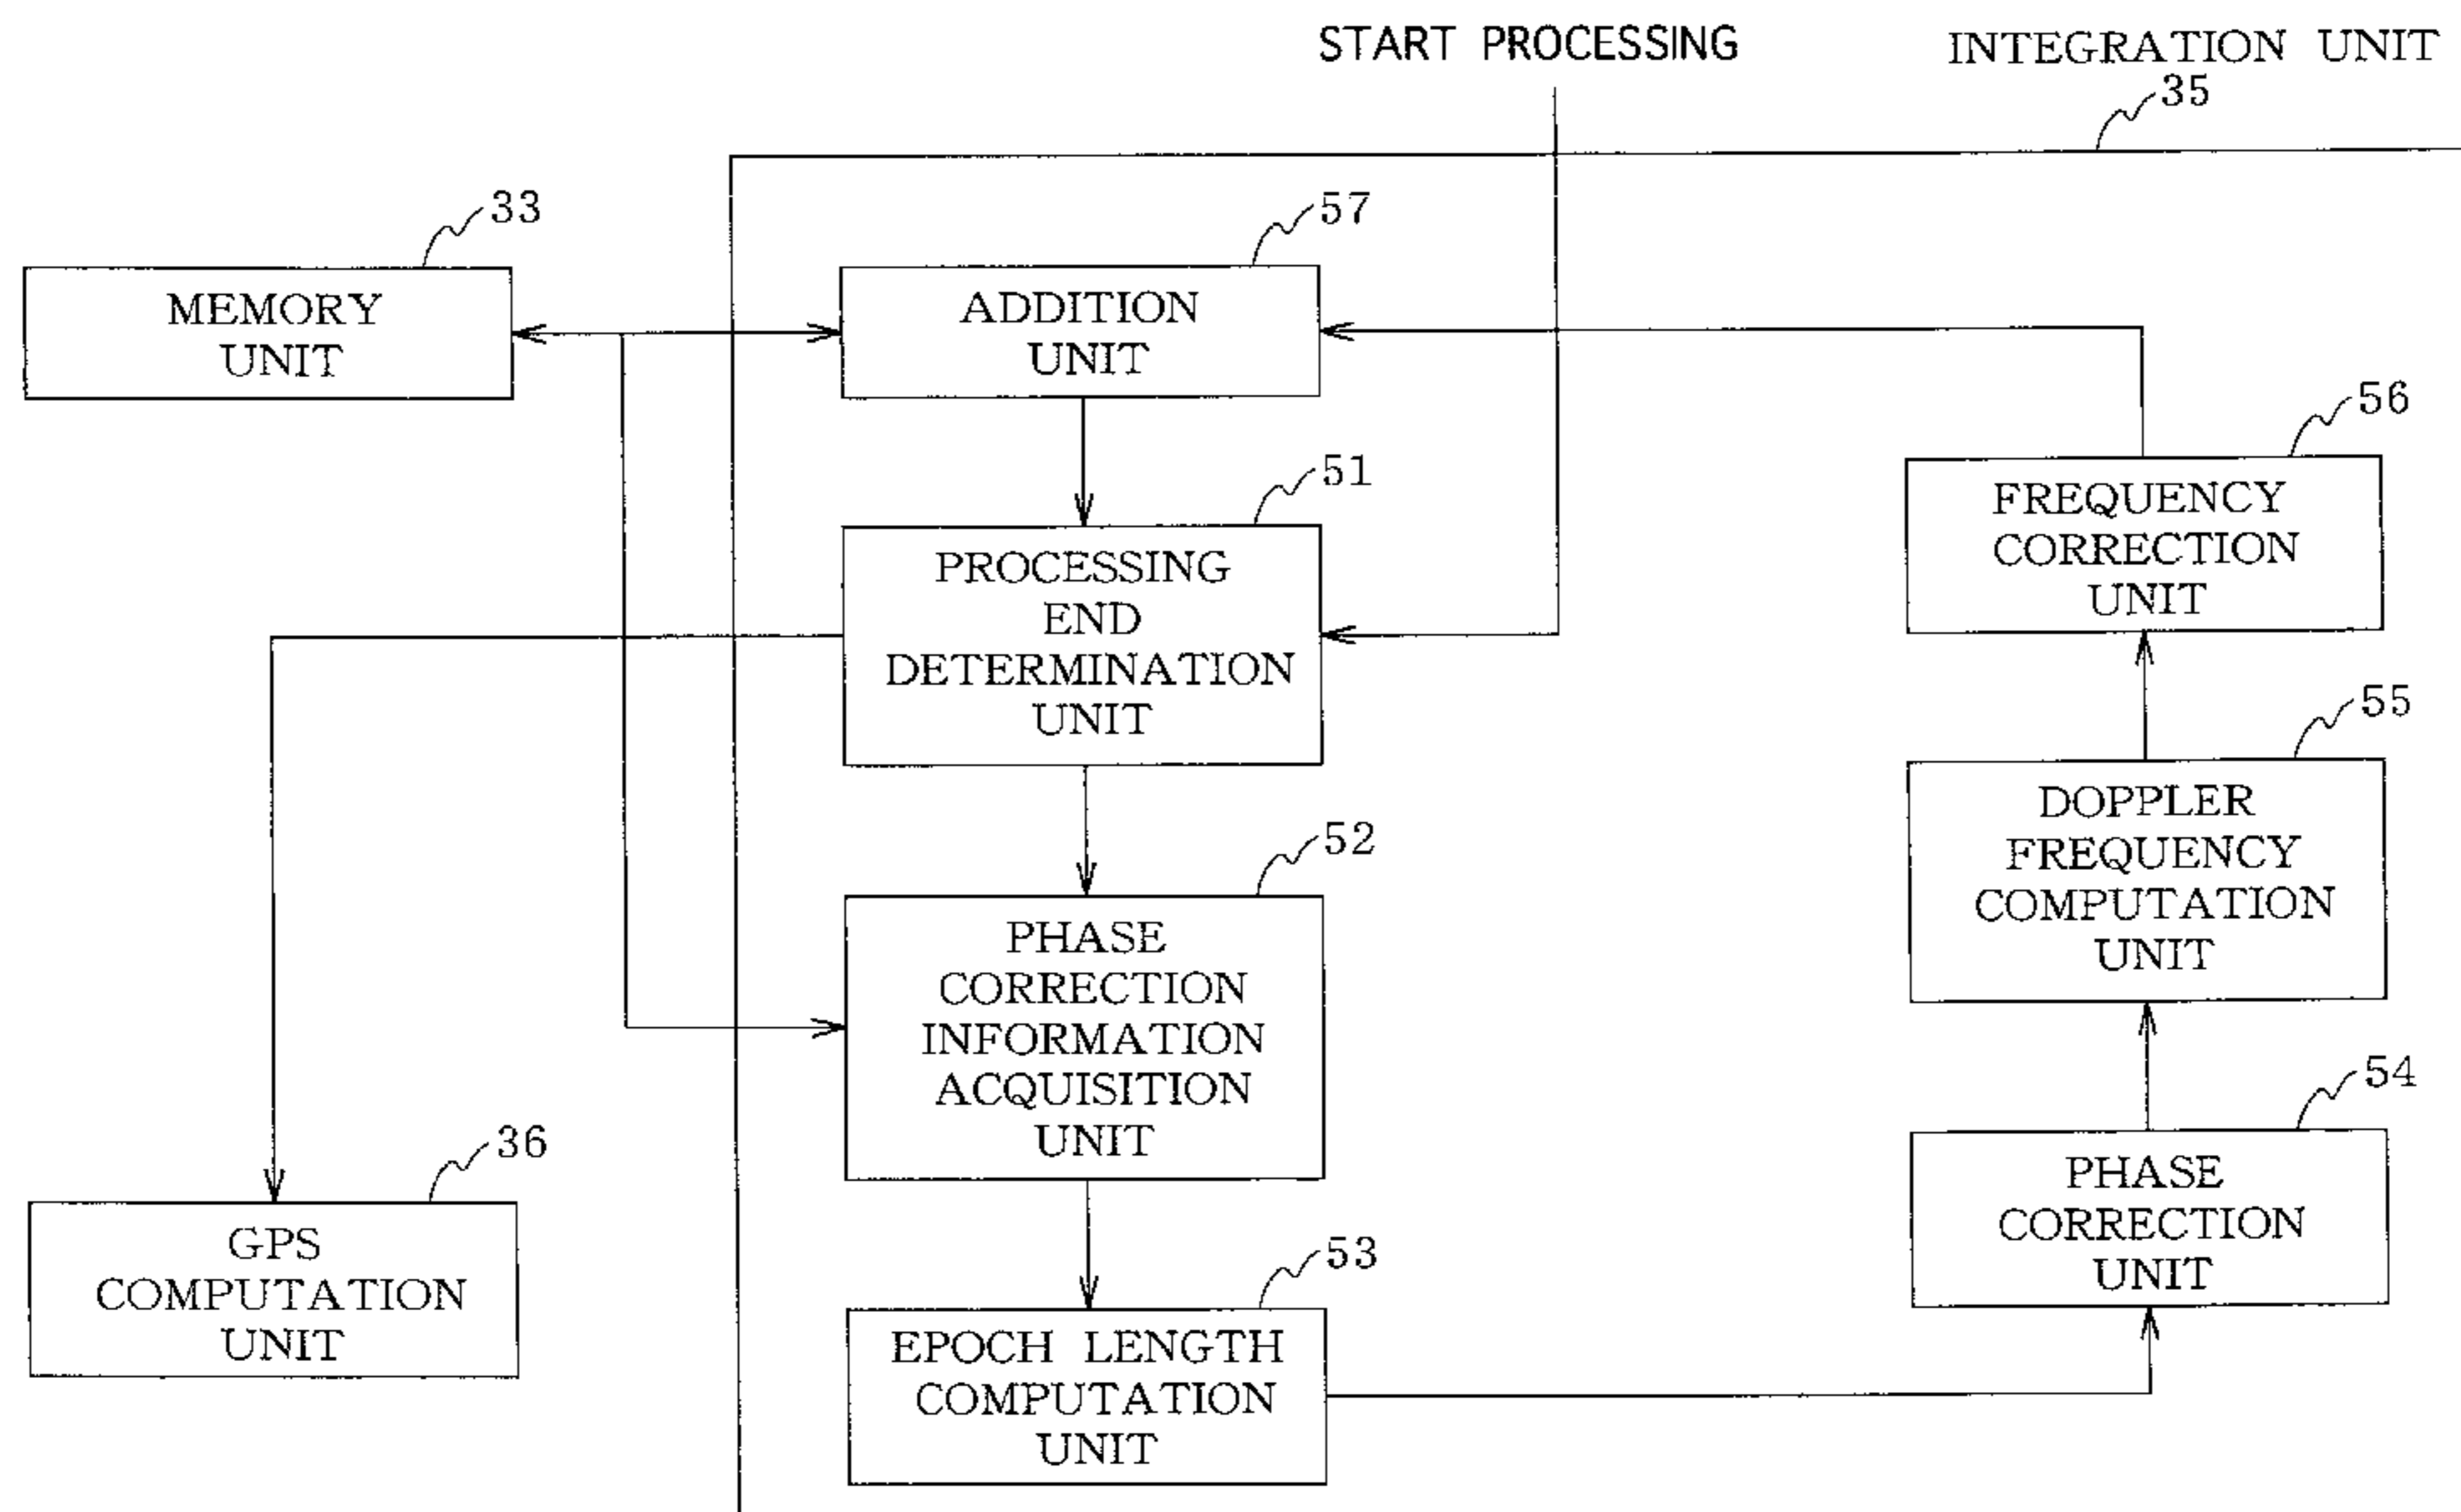 START PROCESSING
INTEGRATION UNIT
35
33
57
MEMORY
UNIT
ADDITION
UNIT
56
51
FREQUENCY
CORRECTION
UNIT
PROCESSING
END
DETERMINATION
UNIT
55
52
DOPPLER
FREQUENCY
COMPUTATION
UNIT
PHASE
CORRECTION
INFORMATION
ACQUISITION
UNIT
54
36
PHASE
CORRECTION
UNIT
GPS
COMPUTATION
UNIT
53
EPOCH LENGTH
COMPUTATION
UNIT